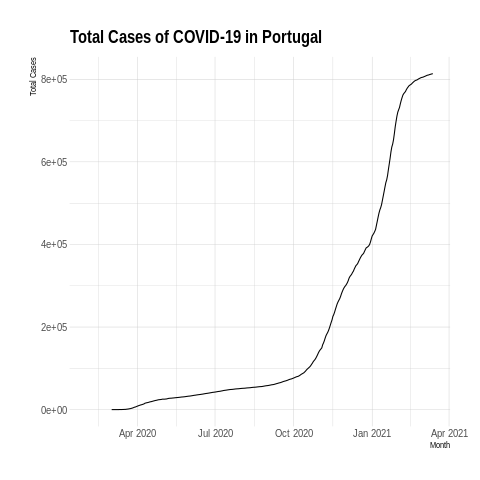 Total Cases of COVID-19 in Portugal
Total Cases
8e+05
6e+05
4e+05
2e+05
0e+00
Apr 2020 Jul 2020 Oct 2020 Jan 2021 Apr 2021
Month